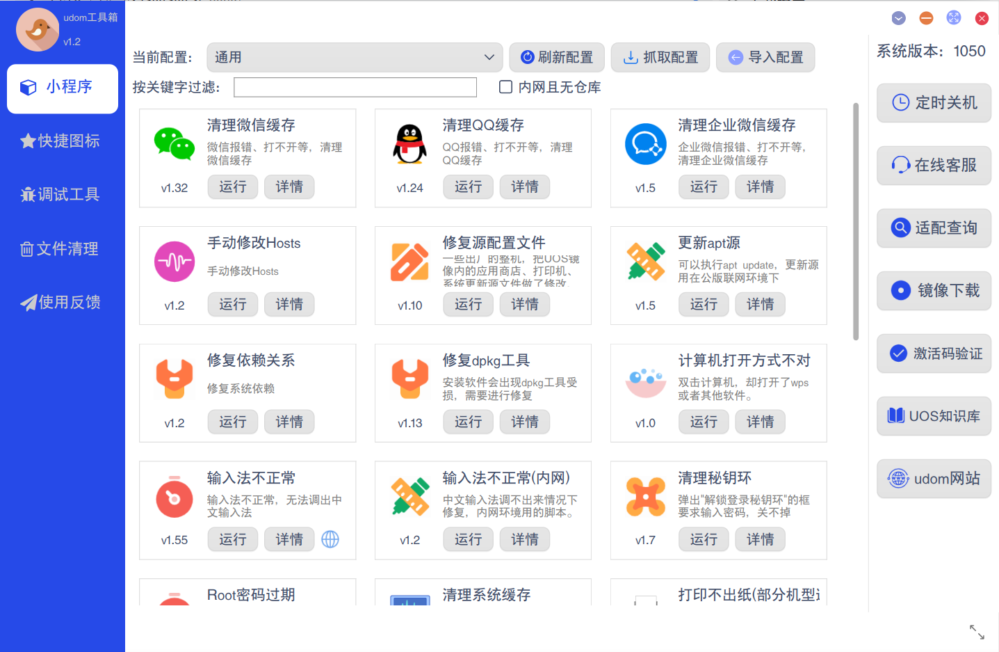 udom工具箱
v1.2
小程序
快捷图标
调试工具
文件清理
使用反馈
当前配置：
通用
刷新配置
抓取配置
导入配置
按关键字过滤：
内网且无仓库
清理微信缓存
微信报错、打不开等，清理
微信缓存
v1.32
运行
详情
清理QQ缓存
QQ报错、打不开等，清理
QQ缓存
v1.24
运行
详情
清理企业微信缓存
企业微信报错、打不开等，
清理企业微信缓存
v1.5
运行
详情
手动修改Hosts
手动修改Hosts
v1.2
运行
详情
修复源配置文件
一些出厂的整机，把UOS镜
像内的应用商店、打印机、
系统更新源文件做了修改，
v1.10
运行
详情
更新apt源
可以执行apt update，更新源
用在公版联网环境下
v1.5
运行
详情
修复依赖关系
修复系统依赖
v1.2
运行
详情
修复dpkg工具
安装软件会出现dpkg工具受
损，需要进行修复
v1.13
运行
详情
计算机打开方式不对
双击计算机，却打开了wps
或者其他软件。
v1.0
运行
详情
输入法不正常
输入法不正常，无法调出中
文输入法
v1.55
运行
详情
输入法不正常(内网)
中文输入法调不出来情况下
修复，内网环境用的脚本。
v1.2
运行
详情
清理秘钥环
弹出"解锁登录秘钥环"的框
要求输入密码，关不掉
v1.7
运行
详情
Root密码过期
清理系统缓存
打印不出纸(部分机型
系统版本：1050
定时关机
在线客服
适配查询
镜像下载
激活码验证
UOS知识库
udom网站